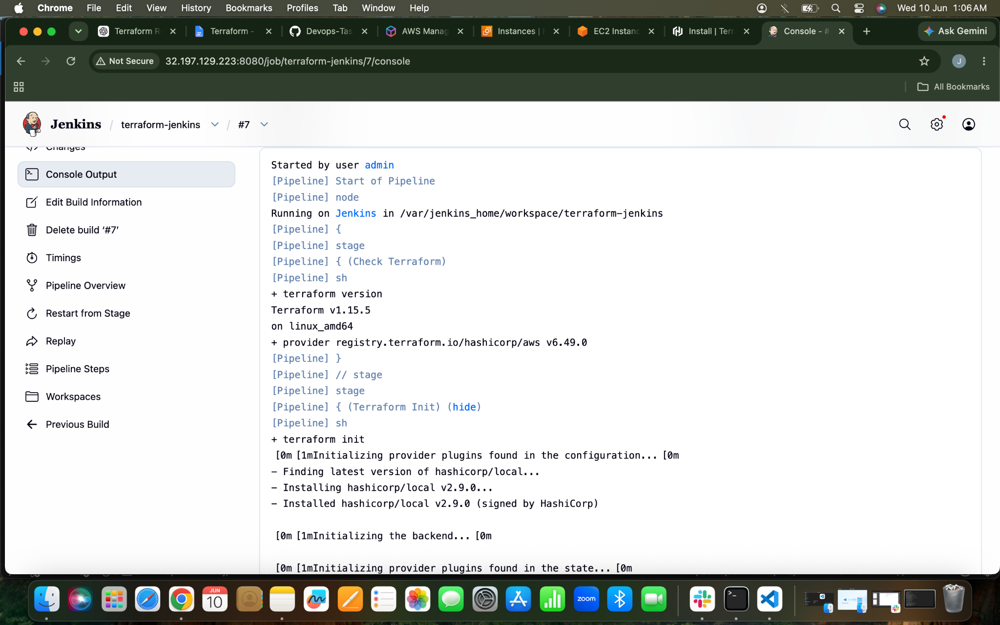 Chrome File Edit View History Bookmarks Profiles Tab Window Help
Wed 10 Jun 1:06 AM
Terraform R
Terraform -
Devops-Tas
AWS Manag
Instances |
EC2 Instanc
Install | Terr
Console - #
Ask Gemini
Not Secure
32.197.129.223:8080/job/terraform-jenkins/7/console
J
All Bookmarks
Jenkins / terraform-jenkins / #7
Changes
Console Output
Edit Build Information
Delete build ‘#7’
Timings
Pipeline Overview
Restart from Stage
Replay
Pipeline Steps
Workspaces
Previous Build
Started by user admin
[Pipeline] Start of Pipeline
[Pipeline] node
Running on Jenkins in /var/jenkins_home/workspace/terraform-jenkins
[Pipeline] {
[Pipeline] stage
[Pipeline] { (Check Terraform)
[Pipeline] sh
+ terraform version
Terraform v1.15.5
on linux_amd64
+ provider registry.terraform.io/hashicorp/aws v6.49.0
[Pipeline] }
[Pipeline] // stage
[Pipeline] stage
[Pipeline] { (Terraform Init) (hide)
[Pipeline] sh
+ terraform init
[0m [1mInitializing provider plugins found in the configuration... [0m
- Finding latest version of hashicorp/local...
- Installing hashicorp/local v2.9.0...
- Installed hashicorp/local v2.9.0 (signed by HashiCorp)
[0m [1mInitializing the backend... [0m
[0m [1mInitializing provider plugins found in the state... [0m
JUN
10
zoom